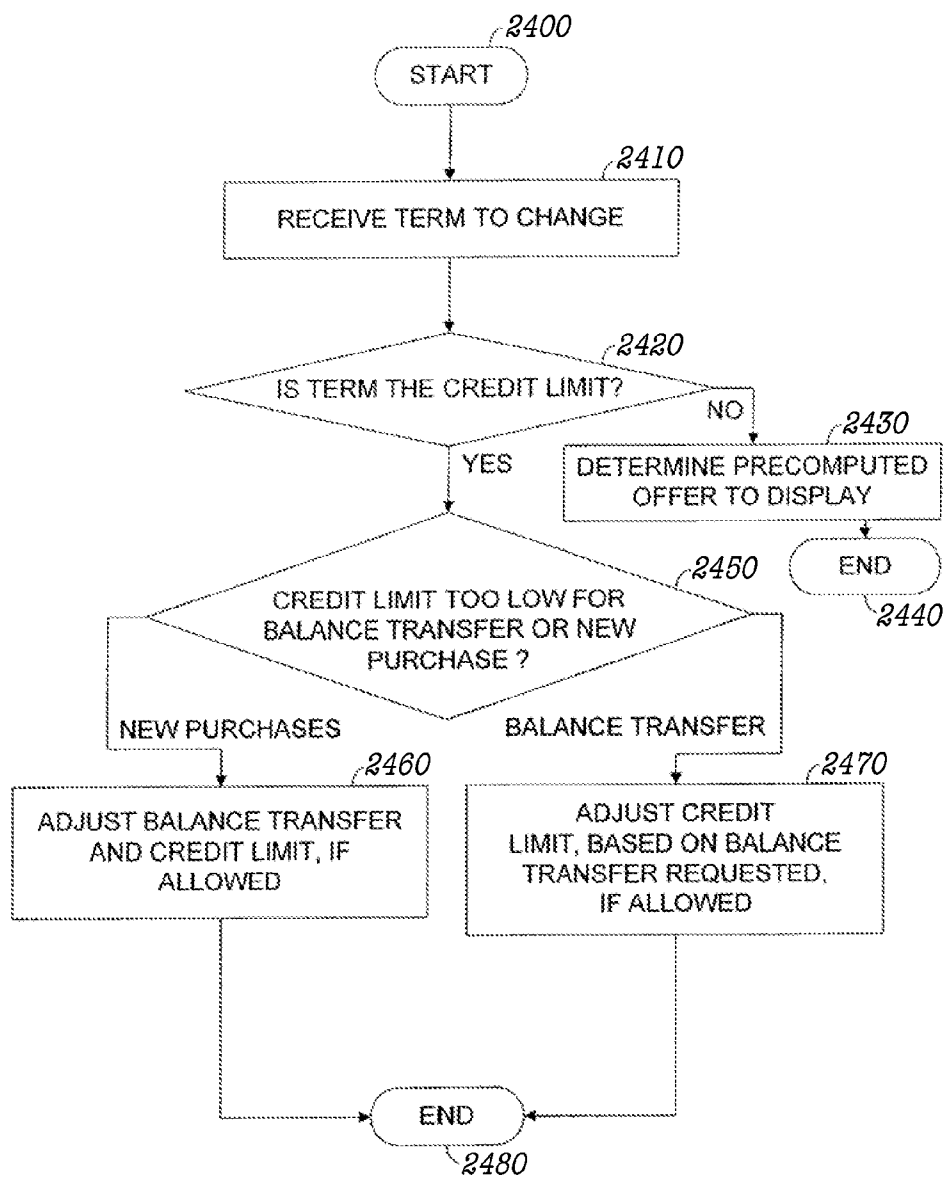 2400
START
2410
RECEIVE TERM TO CHANGE
2420
IS TERM THE CREDIT LIMIT?
NO
YES
2430
DETERMINE PRECOMPUTED
OFFER TO DISPLAY
END
2440
2450
CREDIT LIMIT TOO LOW FOR
BALANCE TRANSFER OR NEW
PURCHASE ?
NEW PURCHASES
BALANCE TRANSFER
2460
ADJUST BALANCE TRANSFER
AND CREDIT LIMIT, IF
ALLOWED
2470
ADJUST CREDIT
LIMIT, BASED ON BALANCE
TRANSFER REQUESTED,
IF ALLOWED
END
2480